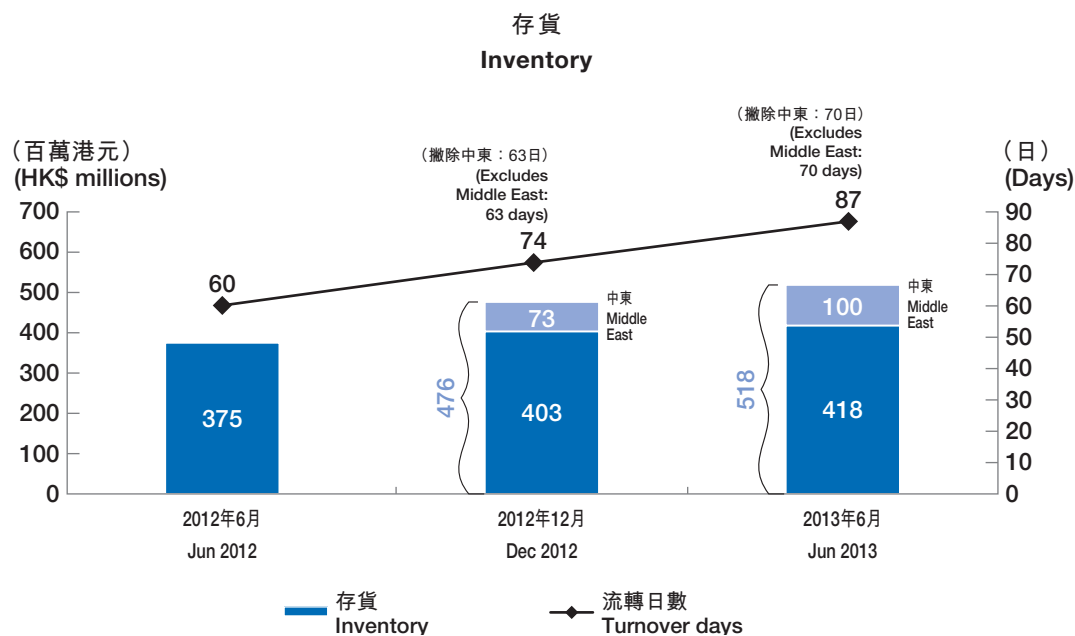 存貨
Inventory
（撇除中東：63日）
(Excludes
Middle East:
63 days)
（撇除中東：70日）
(Excludes
Middle East:
70 days)
（百萬港元）
(HK$ millions)
（日）
(Days)
700
600
500
400
300
200
100
0
90
80
70
60
50
40
30
20
10
0
60
74
87
375
476
73
403
中東
Middle
East
518
100
418
中東
Middle
East
2012年6月
Jun 2012
2012年12月
Dec 2012
2013年6月
Jun 2013
存貨
Inventory
流轉日數
Turnover days